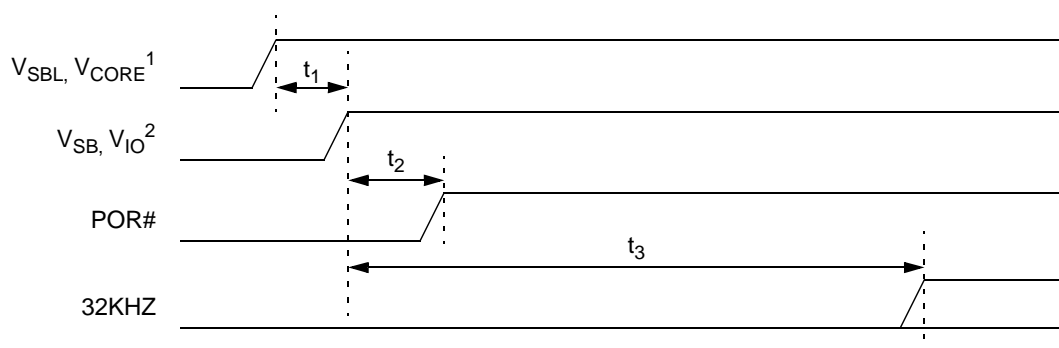 V_SBL, V_CORE^1
t_1
V_SB, V_IO^2
t_2
POR#
t_3
32KHZ